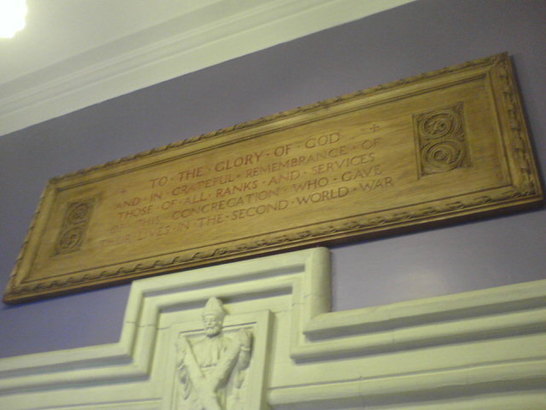 + TO · THE · GLORY · OF · GOD +
AND · IN · GRATEFUL · REMEMBRANCE · OF
THOSE · OF · ALL · RANKS · AND · SERVICES
OF · THIS · CONGREGATION · WHO · GAVE
THEIR · LIVES · IN · THE · SECOND · WORLD · WAR